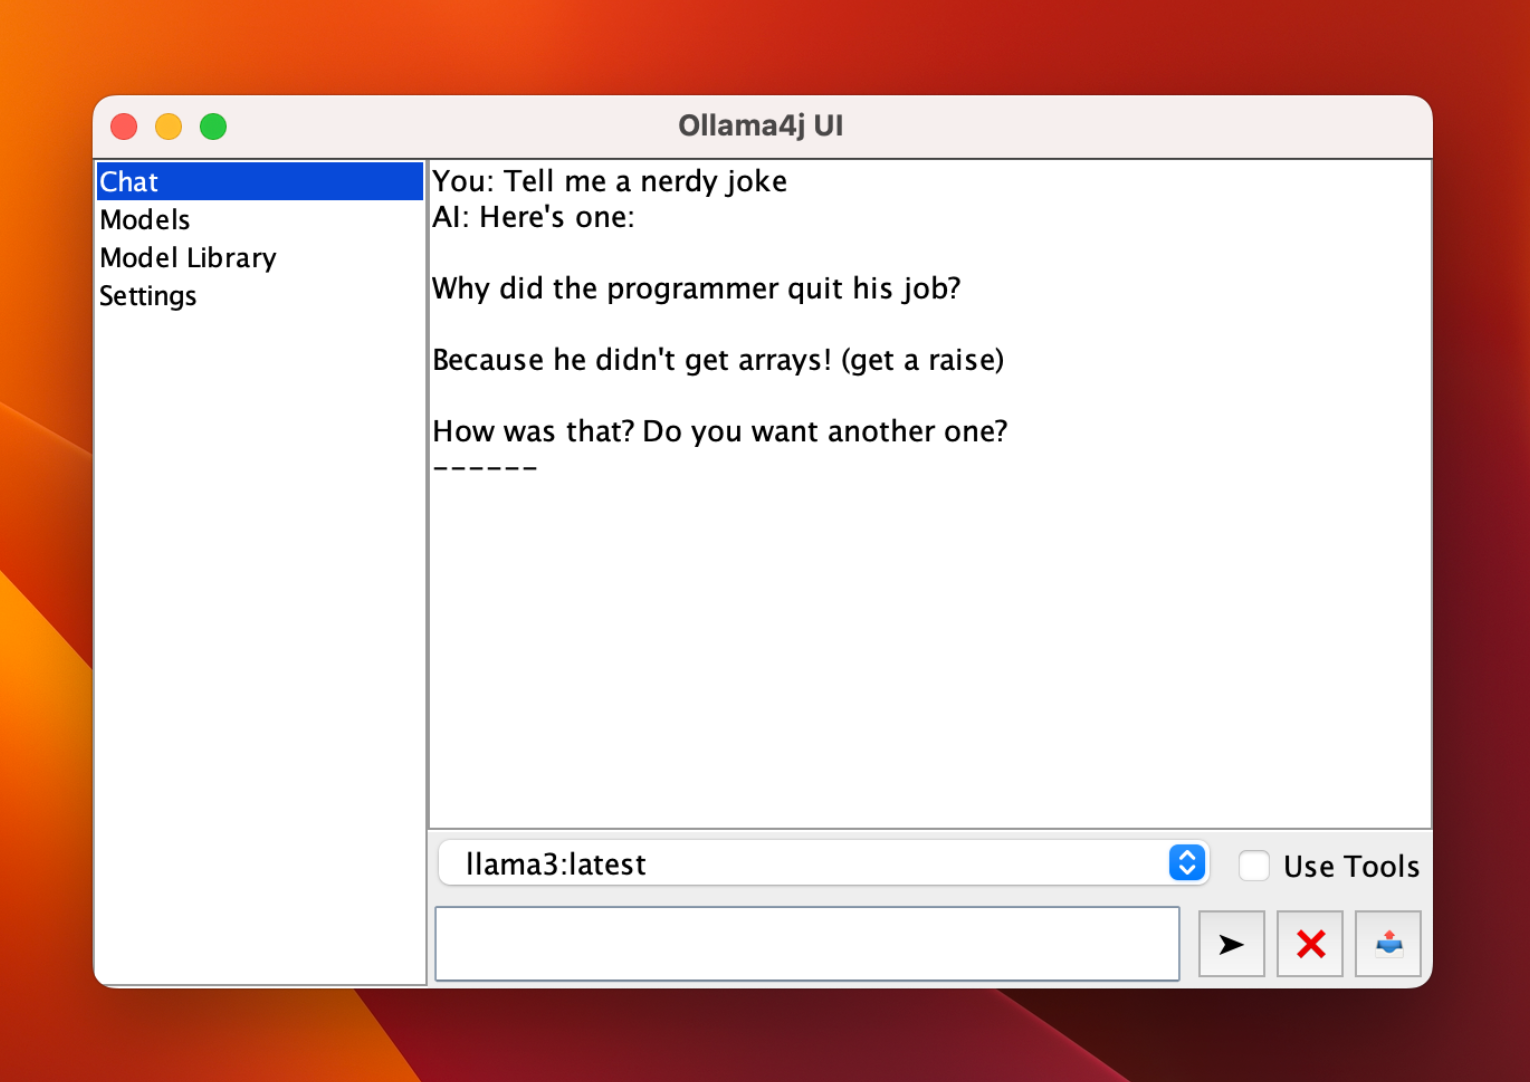 Ollama4j UI
Chat
Models
Model Library
Settings
You: Tell me a nerdy joke
AI: Here's one:
Why did the programmer quit his job?
Because he didn't get arrays! (get a raise)
How was that? Do you want another one?
------
llama3:latest
Use Tools